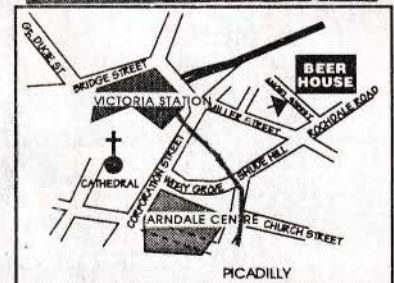 GT. DUCIE ST
BRIDGE STREET
VICTORIA STATION
BEER
HOUSE
ANGEL STREET
MILLER STREET
ROCHDALE ROAD
CATHEDRAL
CORPORATION STREET
SHUDE HILL
GROVE
ARNDALE CENTRE
CHURCH STREET
PICADILLY